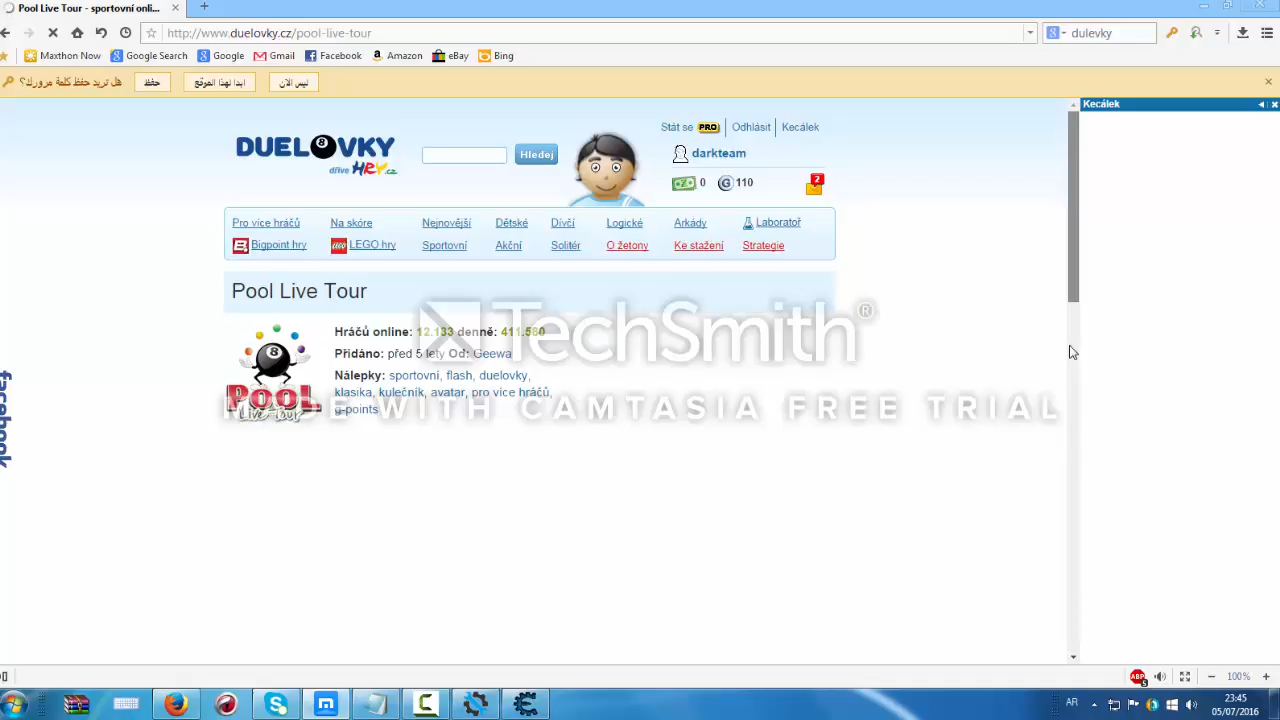 Pool Live Tour - sportovní onli...
http://www.duelovky.cz/pool-live-tour
dulevky
Maxthon Now Google Search Google Gmail Facebook Amazon eBay Bing
هل تريد حفظ كلمة مرورك؟ حفظ ابدا لهذا الموقع ليس الآن
Kecálek
Stát se PRO Odhlásit Kecálek
DUELOVKY
dříve HRY.cz
Hledej
darkteam
0 G 110
2
Pro více hráčů Na skóre Nejnovější Dětské Dívčí Logické Arkády Laboratoř
Bigpoint hry LEGO hry Sportovní Akční Solitér O žetony Ke stažení Strategie
Pool Live Tour
Hráčů online: 12.133 denně: 411.580
Přidáno: před 5 lety Od: Geewa
Nálepky: sportovní, flash, duelovky,
klasika, kulečník, avatar, pro více hráčů,
g-points
POOL
Live Tour
TechSmith®
MADE WITH CAMTASIA FREE TRIAL
facebook
ABP
100%
AR
23:45
05/07/2016